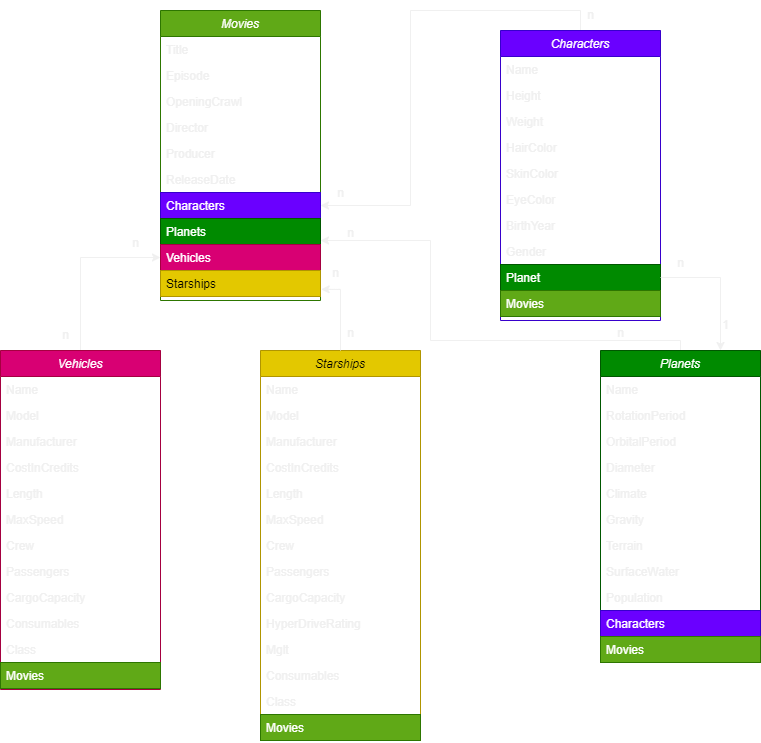 Movies
Title
Episode
OpeningCrawl
Director
Producer
ReleaseDate
Characters
Planets
Vehicles
Starships
n
Characters
Name
Height
Weight
HairColor
SkinColor
EyeColor
BirthYear
Gender
Planet
Movies
n
n
n
n
n
n
n
n
1
Vehicles
Name
Model
Manufacturer
CostInCredits
Length
MaxSpeed
Crew
Passengers
CargoCapacity
Consumables
Class
Movies
Starships
Name
Model
Manufacturer
CostInCredits
Length
MaxSpeed
Crew
Passengers
CargoCapacity
HyperDriveRating
Mglt
Consumables
Class
Movies
Planets
Name
RotationPeriod
OrbitalPeriod
Diameter
Climate
Gravity
Terrain
SurfaceWater
Population
Characters
Movies